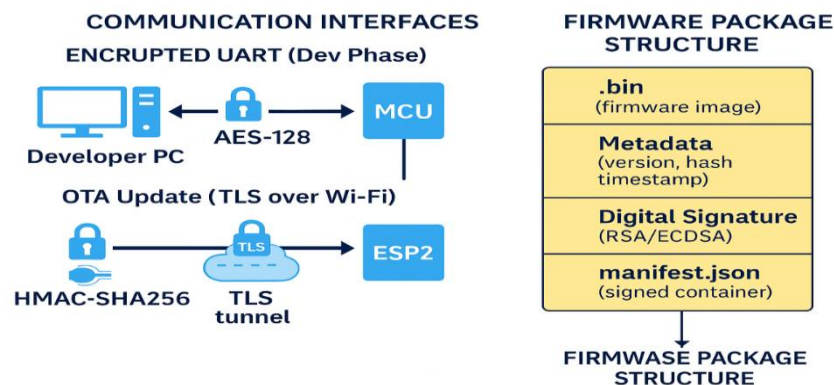 COMMUNICATION INTERFACES
ENCRYPTED UART (Dev Phase)
Developer PC
AES-128
MCU
OTA Update (TLS over Wi-Fi)
HMAC-SHA256
TLS
TLS
tunnel
ESP2
FIRMWARE PACKAGE
STRUCTURE
.bin
(firmware image)
Metadata
(version, hash
timestamp)
Digital Signature
(RSA/ECDSA)
manifest.json
(signed container)
FIRMWASE PACKAGE
STRUCTURE